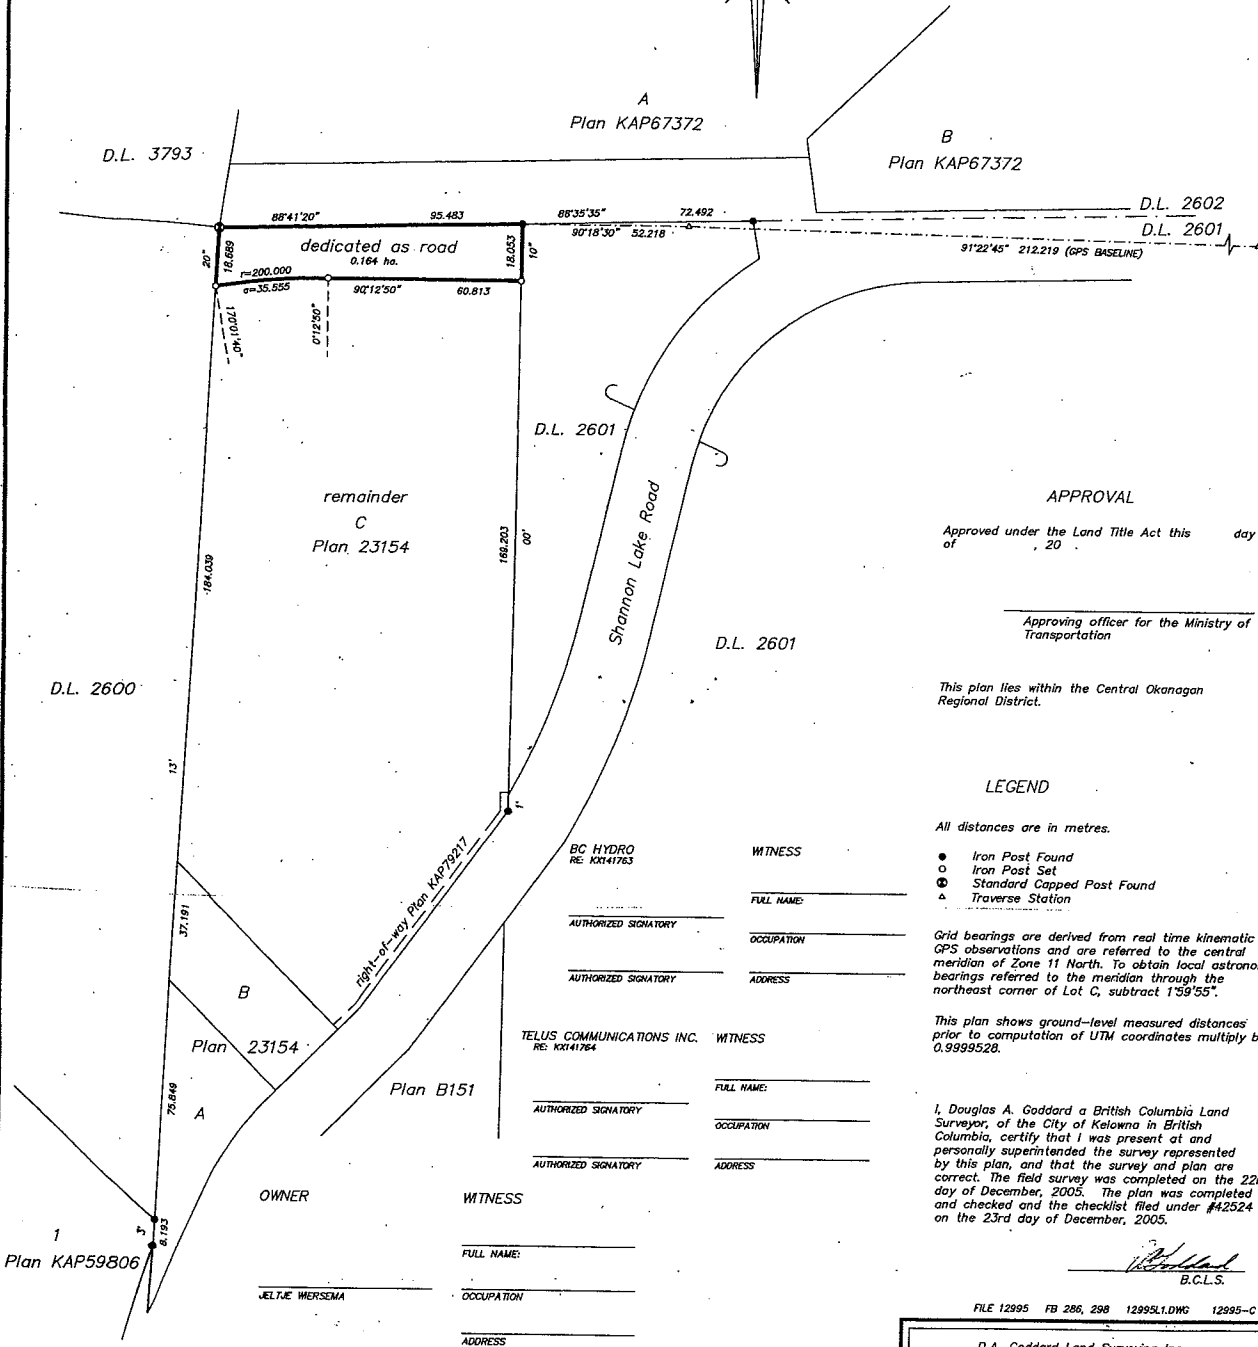 A
Plan KAP67372
B
Plan KAP67372
D.L. 3793
D.L. 2602
D.L. 2601
88°41'20" 95.483
88°35'35" 72.492
90°18'30" 52.218
91°22'45" 212.219 (GPS BASELINE)
dedicated as road
0.164 ha.
20"
18.689
18.053
10"
r=200.000
a=35.555
90°12'50" 60.813
170°01'40"
0°12'50"
D.L. 2601
remainder
C
Plan 23154
184.039
169.203
00'
Shannon Lake Road
D.L. 2601
D.L. 2600
13'
1'
right-of-way Plan KAP79217
37.191
B
Plan 23154
A
75.849
Plan B151
3'
8.193
1
Plan KAP59806
APPROVAL
Approved under the Land Title Act this day
of , 20 .
Approving officer for the Ministry of
Transportation
This plan lies within the Central Okanagan
Regional District.
LEGEND
All distances are in metres.
Iron Post Found
Iron Post Set
Standard Capped Post Found
Traverse Station
Grid bearings are derived from real time kinematic
GPS observations and are referred to the central
meridian of Zone 11 North. To obtain local astrono
bearings referred to the meridian through the
northeast corner of Lot C, subtract 1°59'55".
This plan shows ground-level measured distances
prior to computation of UTM coordinates multiply b
0.9999528.
I, Douglas A. Goddard a British Columbia Land
Surveyor, of the City of Kelowna in British
Columbia, certify that I was present at and
personally superintended the survey represented
by this plan, and that the survey and plan are
correct. The field survey was completed on the 22
day of December, 2005. The plan was completed
and checked and the checklist filed under #42524
on the 23rd day of December, 2005.
B.C.L.S.
FILE 12995 FB 286, 298 12995L1.DWG 12995-C
D.A. Goddard Land Surveying Inc.
BC HYDRO
RE: KX141763
WITNESS
FULL NAME:
AUTHORIZED SIGNATORY
OCCUPATION
AUTHORIZED SIGNATORY
ADDRESS
TELUS COMMUNICATIONS INC.
RE: KX141764
WITNESS
FULL NAME:
AUTHORIZED SIGNATORY
OCCUPATION
AUTHORIZED SIGNATORY
ADDRESS
OWNER
WITNESS
FULL NAME:
JELTJE WIERSEMA
OCCUPATION
ADDRESS